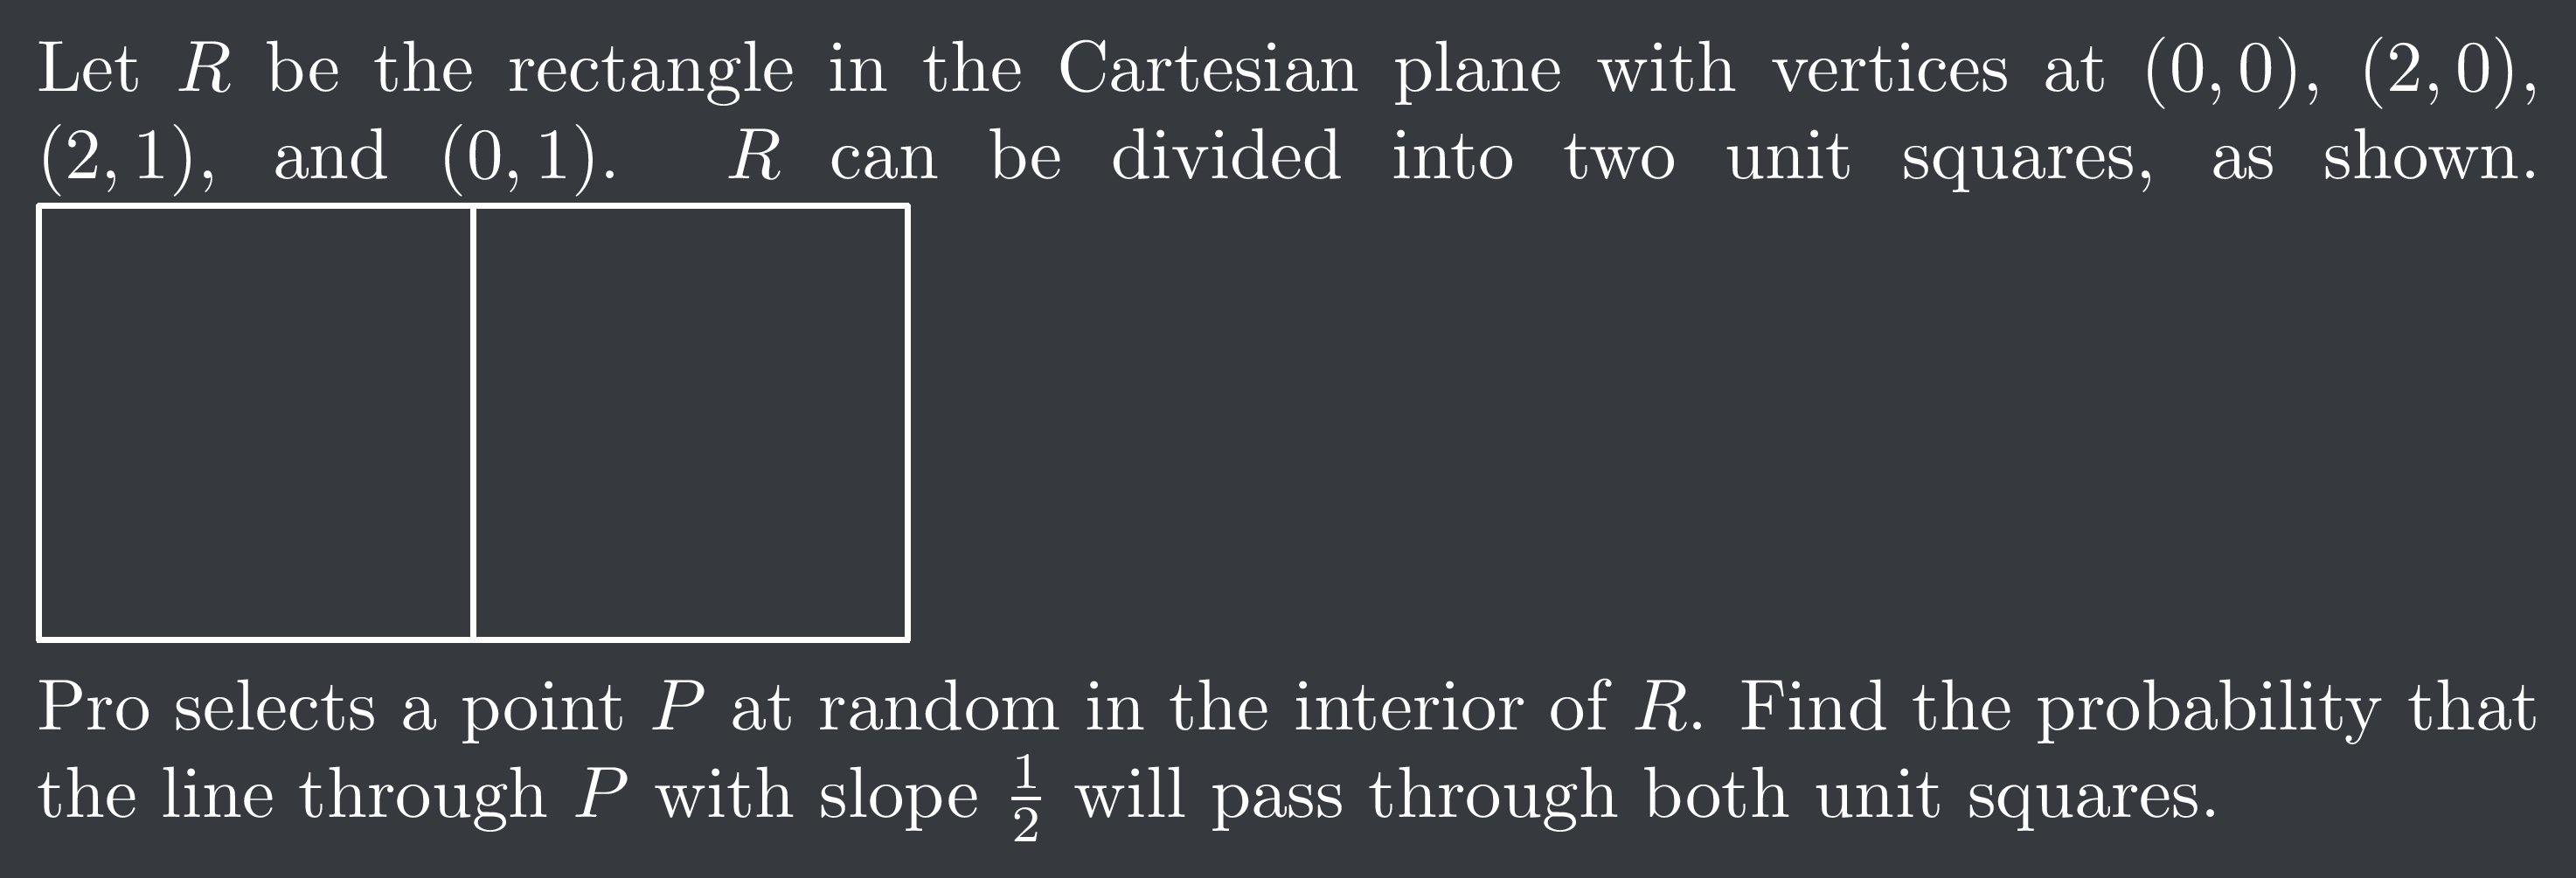 Let R be the rectangle in the Cartesian plane with vertices at (0, 0), (2, 0),
(2, 1), and (0, 1). R can be divided into two unit squares, as shown.
Pro selects a point P at random in the interior of R. Find the probability that
the line through P with slope 1/2 will pass through both unit squares.